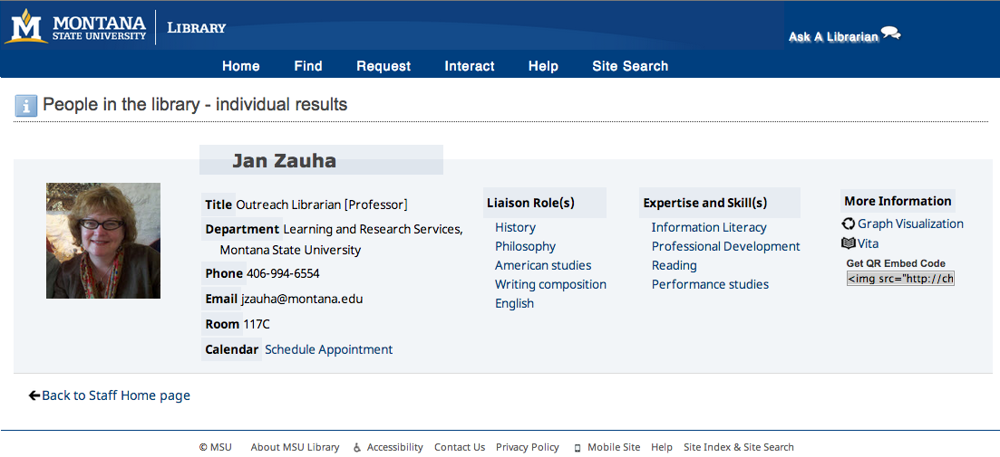 MONTANA
STATE UNIVERSITY
LIBRARY
Ask A Librarian
Home Find Request Interact Help Site Search
People in the library - individual results
Jan Zauha
Title Outreach Librarian [Professor]
Department Learning and Research Services,
Montana State University
Phone 406-994-6554
Email jzauha@montana.edu
Room 117C
Calendar Schedule Appointment
Liaison Role(s)
History
Philosophy
American studies
Writing composition
English
Expertise and Skill(s)
Information Literacy
Professional Development
Reading
Performance studies
More Information
Graph Visualization
Vita
Get QR Embed Code
<img src="http://ch
Back to Staff Home page
© MSU About MSU Library Accessibility Contact Us Privacy Policy Mobile Site Help Site Index & Site Search